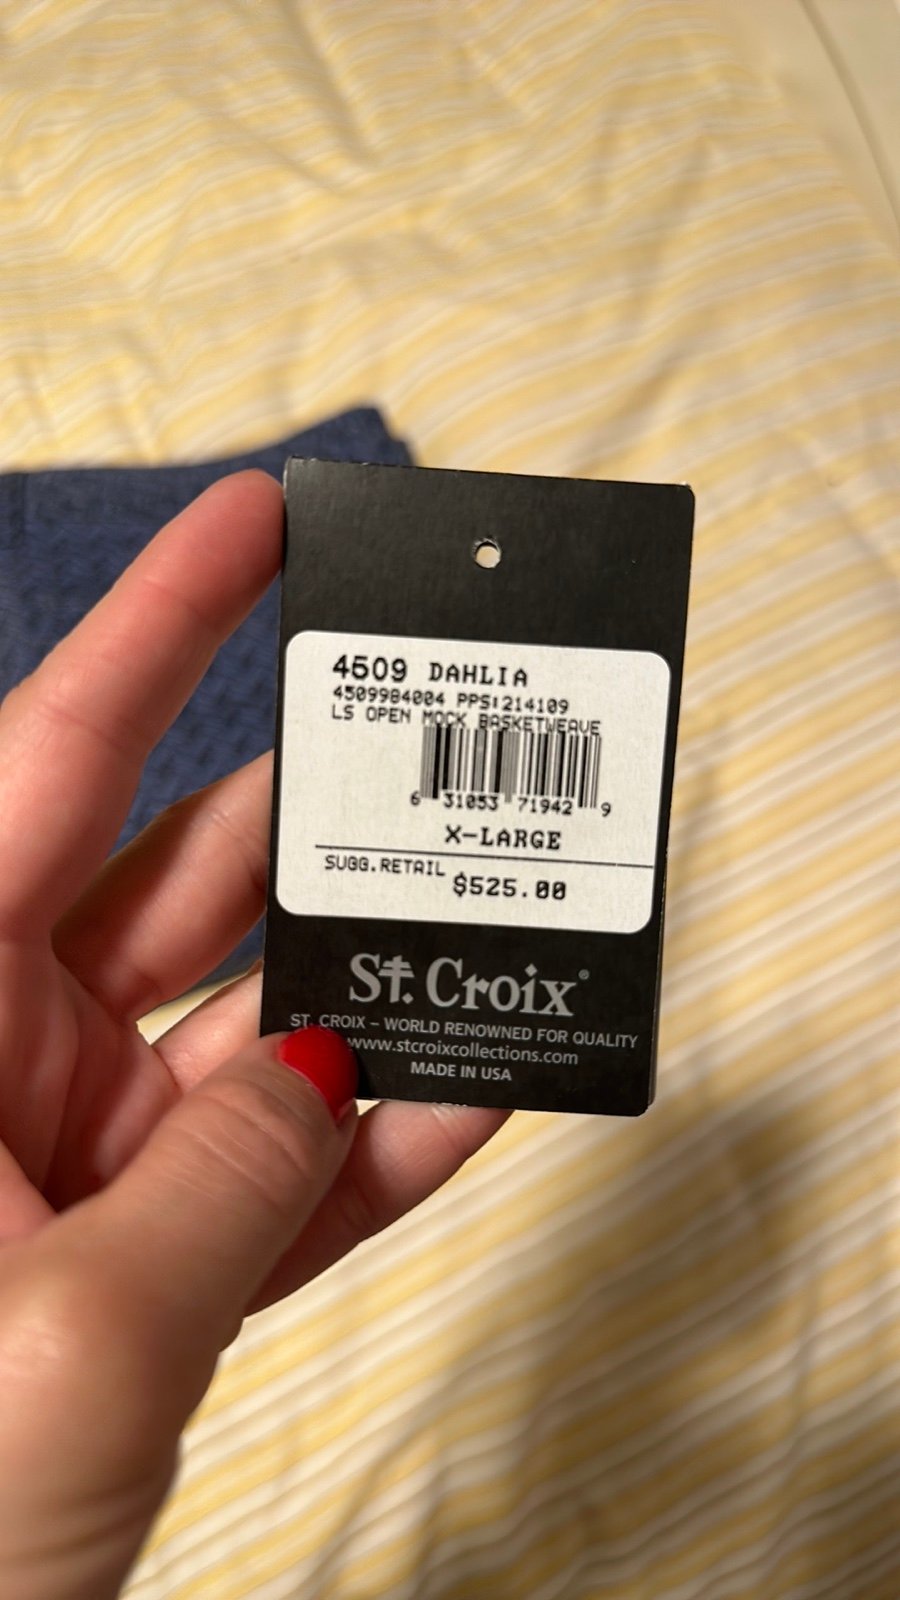 4509 DAHLIA
4509984004 PPS:214109
LS OPEN MOCK BASKETWEAVE
6 31053 71942 9
X-LARGE
SUGG.RETAIL $525.00
St. Croix®
ST. CROIX – WORLD RENOWNED FOR QUALITY
www.stcroixcollections.com
MADE IN USA